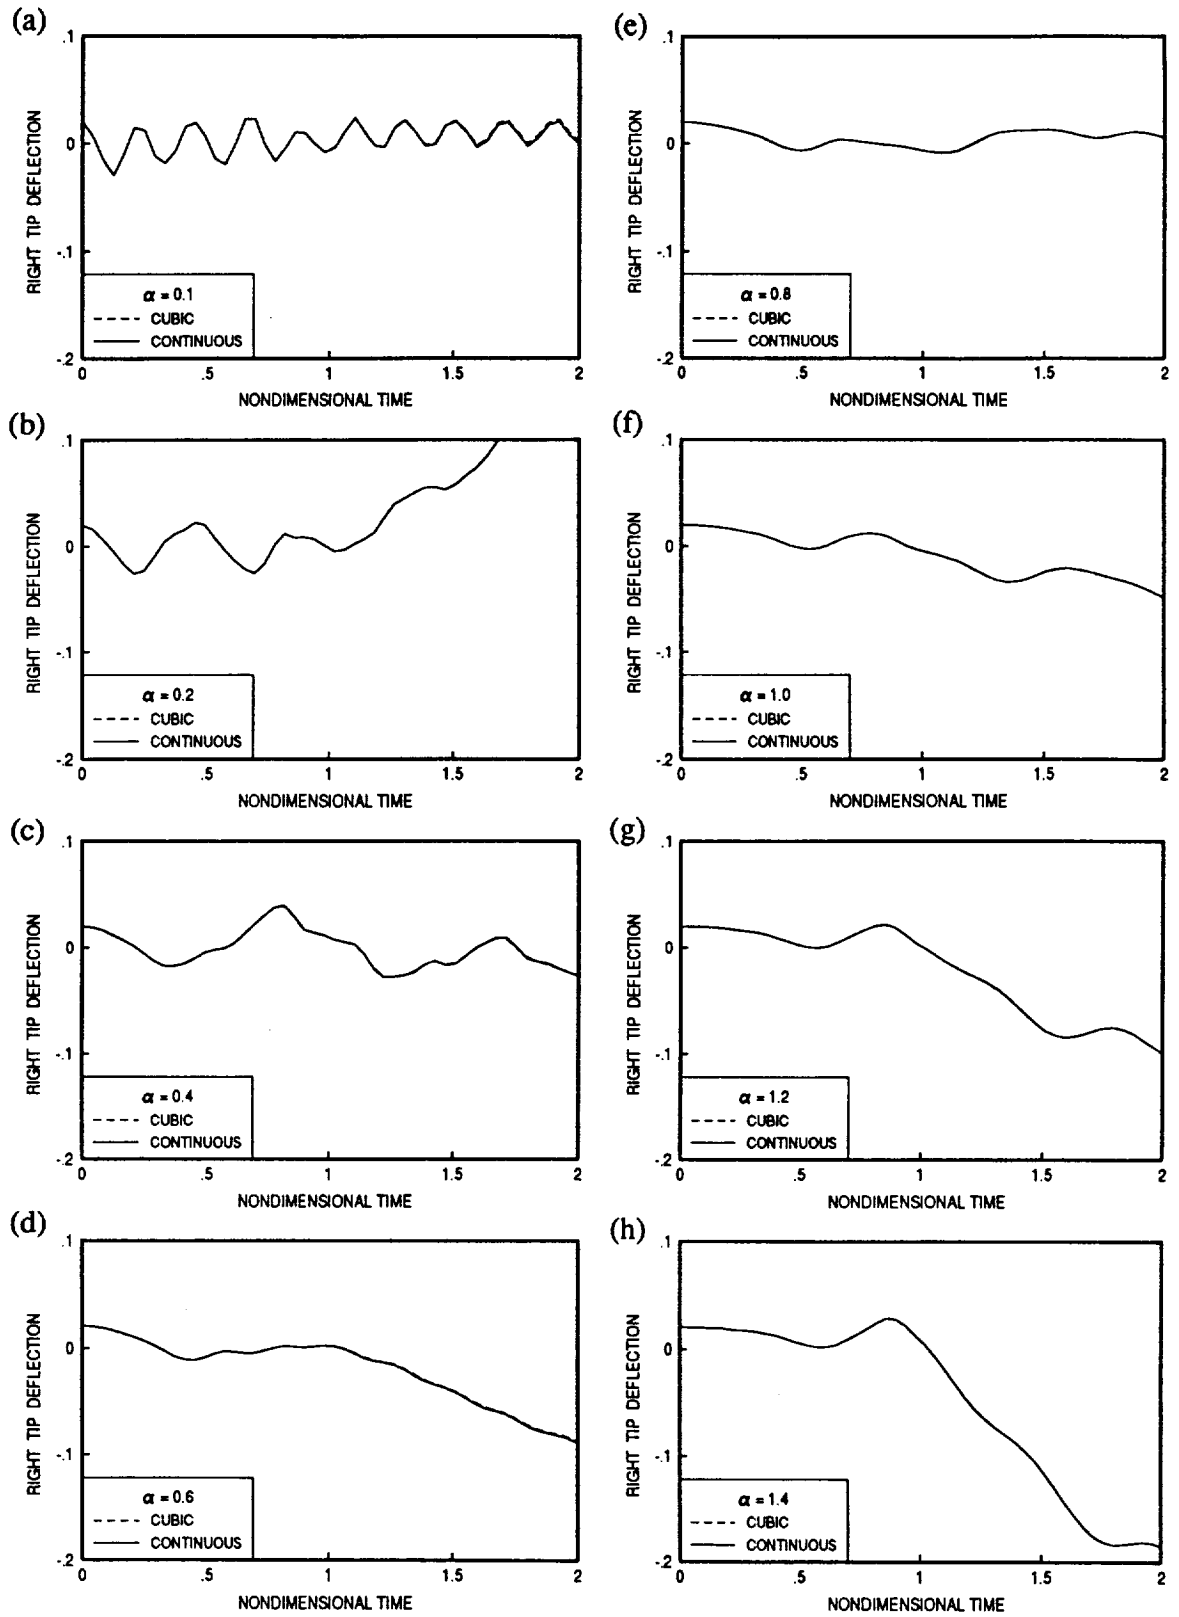 (a)
.1
0
-.1
-.2
RIGHT TIP DEFLECTION
α = 0.1
CUBIC
CONTINUOUS
0 .5 1 1.5 2
NONDIMENSIONAL TIME
(b)
.1
0
-.1
-.2
RIGHT TIP DEFLECTION
α = 0.2
CUBIC
CONTINUOUS
0 .5 1 1.5 2
NONDIMENSIONAL TIME
(c)
.1
0
-.1
-.2
RIGHT TIP DEFLECTION
α = 0.4
CUBIC
CONTINUOUS
0 .5 1 1.5 2
NONDIMENSIONAL TIME
(d)
.1
0
-.1
-.2
RIGHT TIP DEFLECTION
α = 0.6
CUBIC
CONTINUOUS
0 .5 1 1.5 2
NONDIMENSIONAL TIME
(e)
.1
0
-.1
-.2
RIGHT TIP DEFLECTION
α = 0.8
CUBIC
CONTINUOUS
0 .5 1 1.5 2
NONDIMENSIONAL TIME
(f)
.1
0
-.1
-.2
RIGHT TIP DEFLECTION
α = 1.0
CUBIC
CONTINUOUS
0 .5 1 1.5 2
NONDIMENSIONAL TIME
(g)
.1
0
-.1
-.2
RIGHT TIP DEFLECTION
α = 1.2
CUBIC
CONTINUOUS
0 .5 1 1.5 2
NONDIMENSIONAL TIME
(h)
.1
0
-.1
-.2
RIGHT TIP DEFLECTION
α = 1.4
CUBIC
CONTINUOUS
0 .5 1 1.5 2
NONDIMENSIONAL TIME